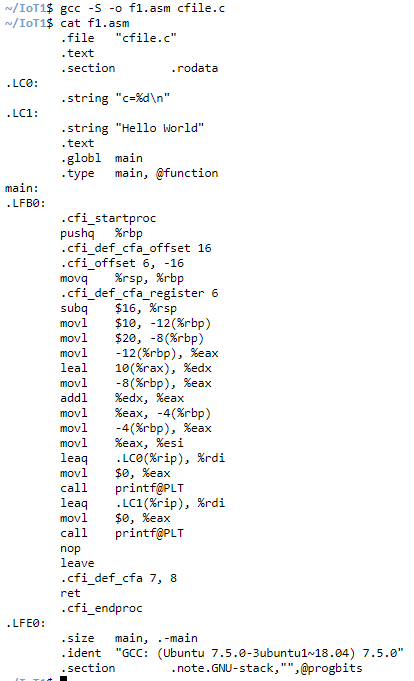 ~/IoT1$ gcc -S -o f1.asm cfile.c
~/IoT1$ cat f1.asm
.file "cfile.c"
.text
.section .rodata
.LC0:
.string "c=%d\n"
.LC1:
.string "Hello World"
.text
.globl main
.type main, @function
main:
.LFB0:
.cfi_startproc
pushq %rbp
.cfi_def_cfa_offset 16
.cfi_offset 6, -16
movq %rsp, %rbp
.cfi_def_cfa_register 6
subq $16, %rsp
movl $10, -12(%rbp)
movl $20, -8(%rbp)
movl -12(%rbp), %eax
leal 10(%rax), %edx
movl -8(%rbp), %eax
addl %edx, %eax
movl %eax, -4(%rbp)
movl -4(%rbp), %eax
movl %eax, %esi
leaq .LC0(%rip), %rdi
movl $0, %eax
call printf@PLT
leaq .LC1(%rip), %rdi
movl $0, %eax
call printf@PLT
nop
leave
.cfi_def_cfa 7, 8
ret
.cfi_endproc
.LFE0:
.size main, .-main
.ident "GCC: (Ubuntu 7.5.0-3ubuntu1~18.04) 7.5.0"
.section .note.GNU-stack,"",@progbits
~/IoT1$